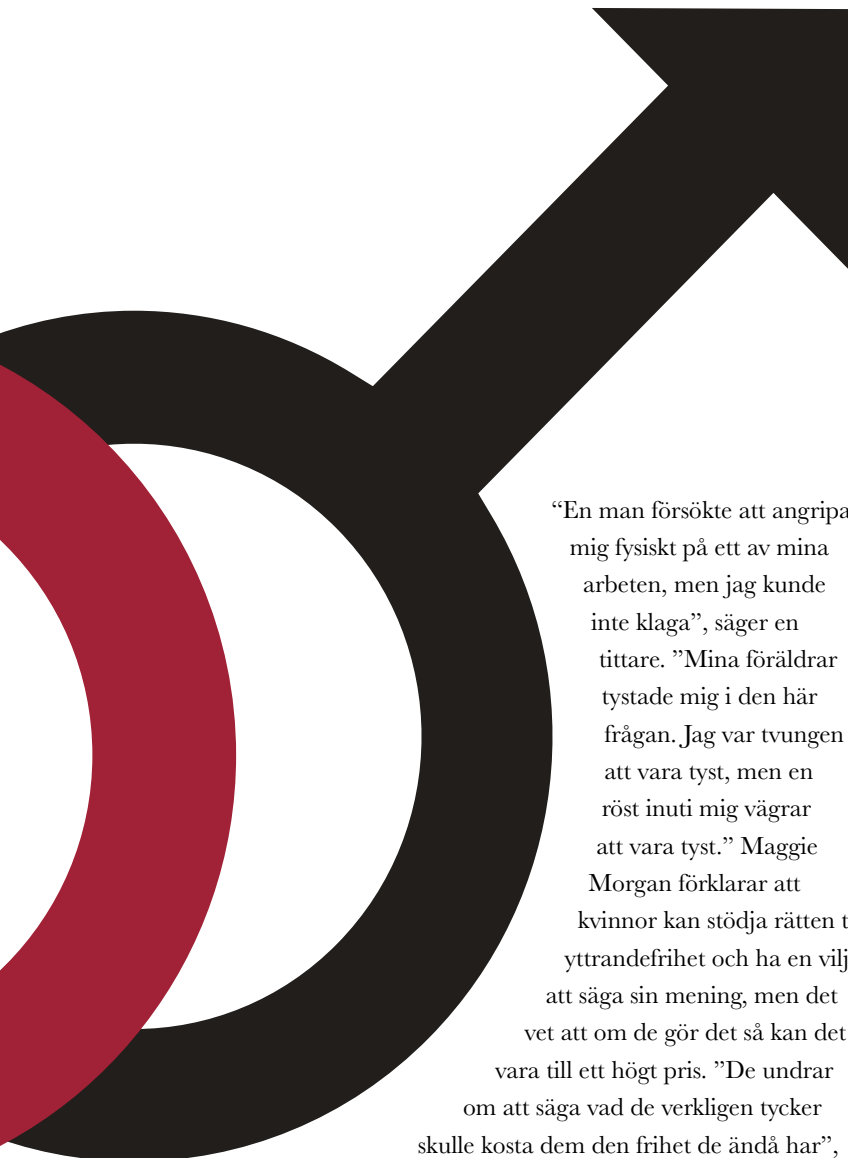 “En man försökte att angripa
mig fysiskt på ett av mina
arbeten, men jag kunde
inte klaga”, säger en
tittare. ”Mina föräldrar
tystade mig i den här
frågan. Jag var tvungen
att vara tyst, men en
röst inuti mig vägrar
att vara tyst.” Maggie
Morgan förklarar att
kvinnor kan stödja rätten
yttrandefrihet och ha en
att säga sin mening, men det
vet att om de gör det så kan det
vara till ett högt pris. ”De undrar
om att säga vad de verkligen tycker
skulle kosta dem den frihet de ändå har”,